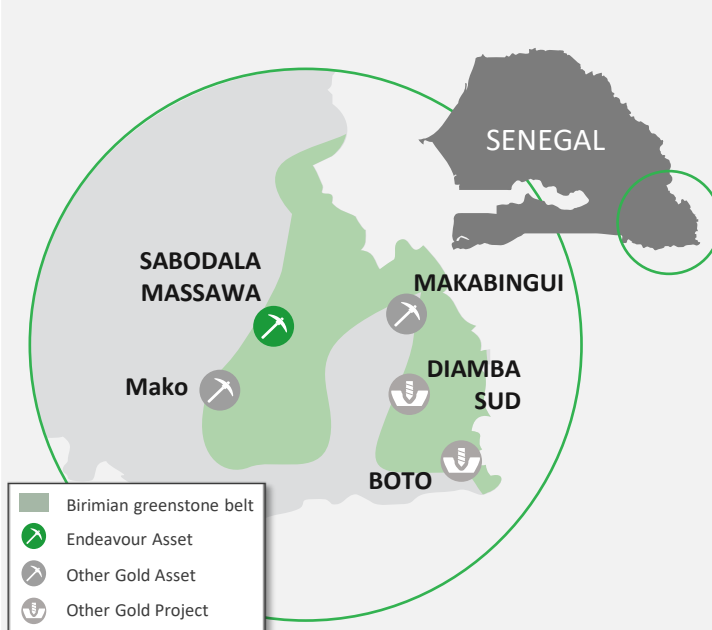 SENEGAL
SABODALA
MASSAWA
MAKABINGUI
Mako
DIAMBA
SUD
BOTO
Birimian greenstone belt
Endeavour Asset
Other Gold Asset
Other Gold Project